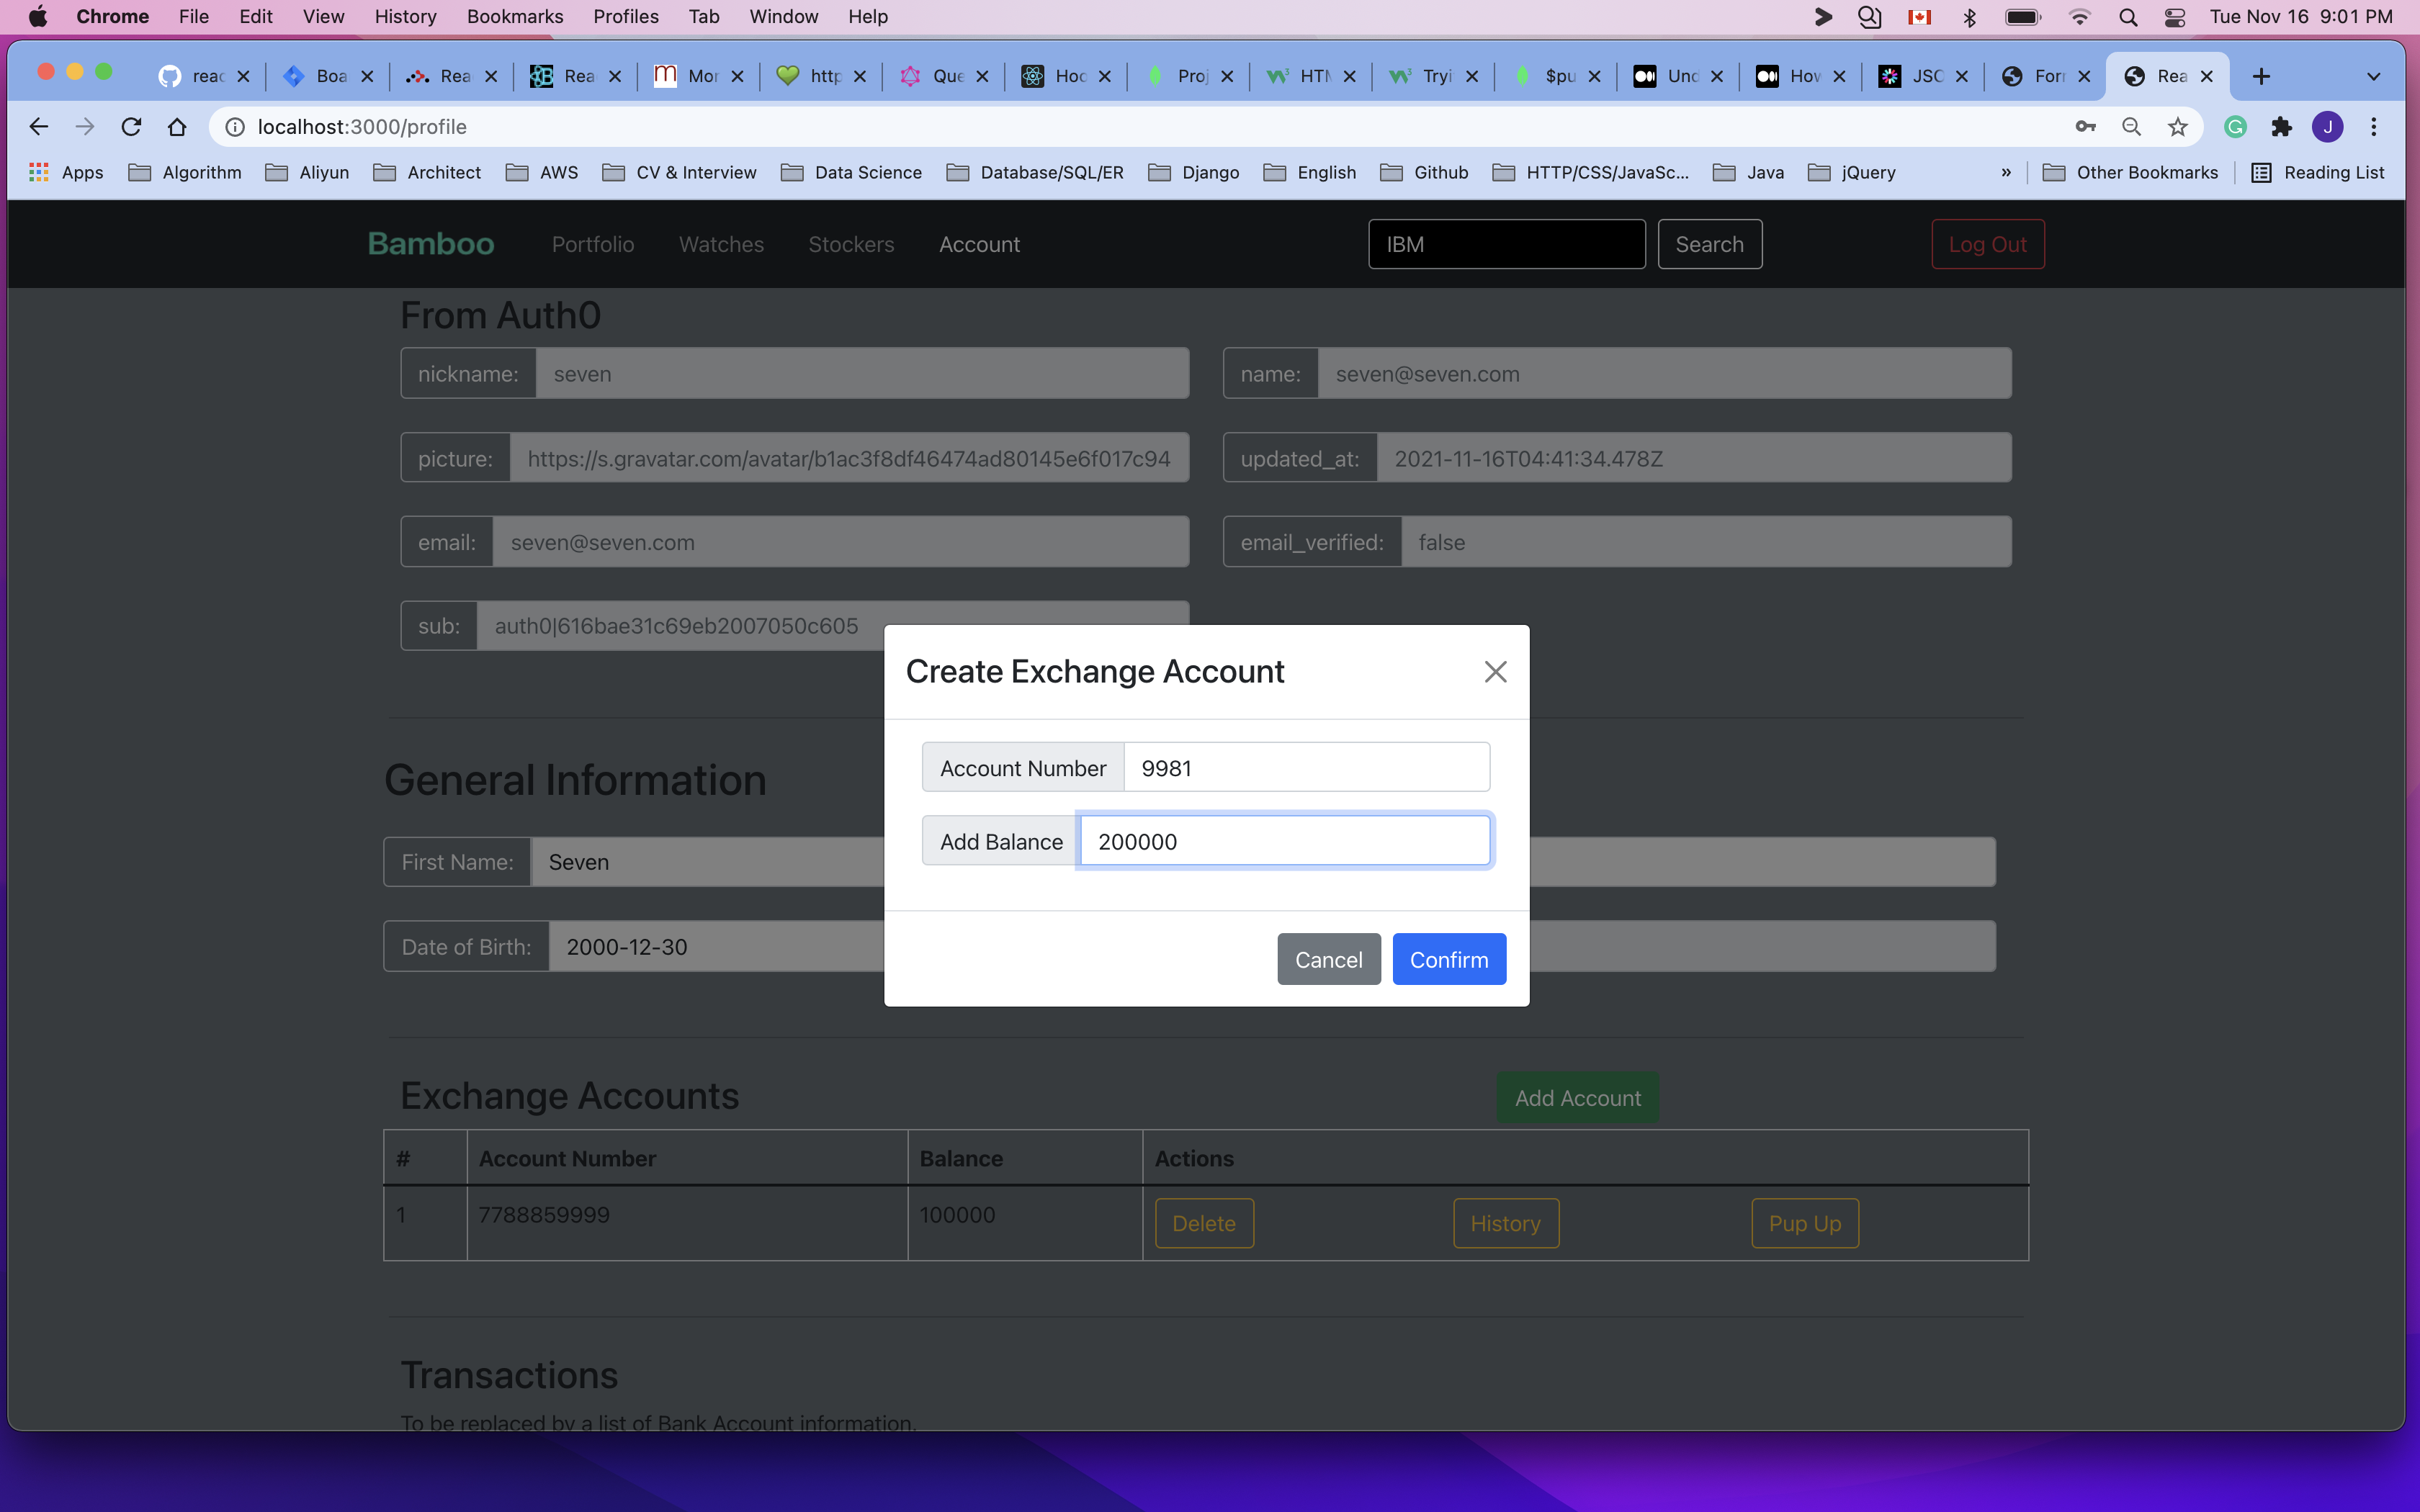 Chrome File Edit View History Bookmarks Profiles Tab Window Help Tue Nov 16 9:01 PM
reac Boa Rea Rea Mor http Que Hoc Proj HTM Tryi $pu Und How JSC Forr Rea
localhost:3000/profile J
Apps Algorithm Aliyun Architect AWS CV & Interview Data Science Database/SQL/ER Django English Github HTTP/CSS/JavaSc... Java jQuery » Other Bookmarks Reading List
Bamboo Portfolio Watches Stockers Account IBM Search Log Out
From Auth0
nickname: seven name: seven@seven.com
picture: https://s.gravatar.com/avatar/b1ac3f8df46474ad80145e6f017c94 updated_at: 2021-11-16T04:41:34.478Z
email: seven@seven.com email_verified: false
sub: auth0|616bae31c69eb2007050c605
Create Exchange Account
Account Number 9981
Add Balance 200000
Cancel Confirm
General Information
First Name: Seven
Date of Birth: 2000-12-30
Exchange Accounts Add Account
# Account Number Balance Actions
1 7788859999 100000 Delete History Pup Up
Transactions
To be replaced by a list of Bank Account information.